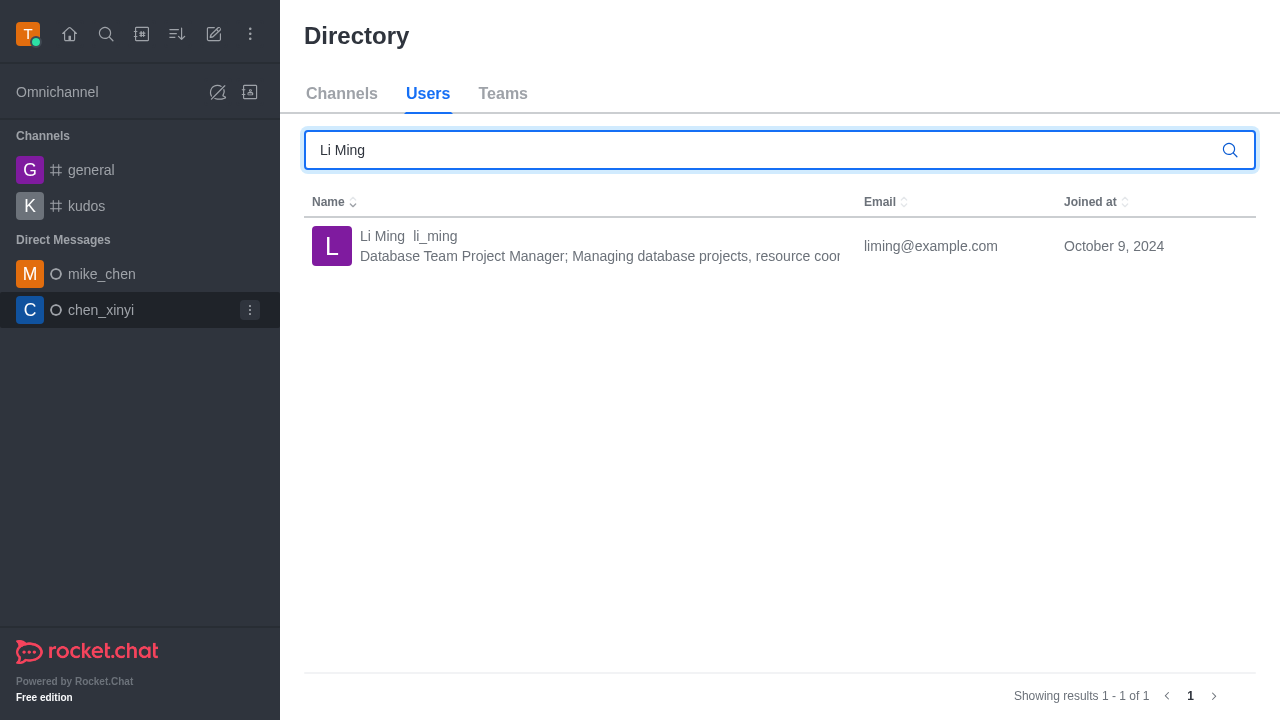 T
Directory
Omnichannel
Channels Users Teams
Channels
G general
K kudos
Direct Messages
M mike_chen
C chen_xinyi
Li Ming
Name Email Joined at
L
Li Ming li_ming
Database Team Project Manager; Managing database projects, resource coor
liming@example.com
October 9, 2024
rocket.chat
Powered by Rocket.Chat
Free edition
Showing results 1 - 1 of 1
1